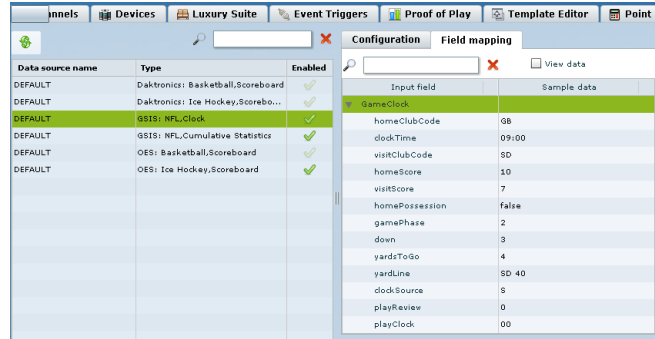 nnels Devices Luxury Suite Event Triggers Proof of Play Template Editor Point
Configuration Field mapping
View data
Data source name Type Enabled
DEFAULT Daktronics: Basketball,Scoreboard
DEFAULT Daktronics: Ice Hockey,Scorebo...
DEFAULT GSIS: NFL,Clock
DEFAULT GSIS: NFL,Cumulative Statistics
DEFAULT OES: Basketball,Scoreboard
DEFAULT OES: Ice Hockey,Scoreboard
Input field Sample data
GameClock
homeClubCode GB
clockTime 09:00
visitClubCode SD
homeScore 10
visitScore 7
homePossession false
gamePhase 2
down 3
yardsToGo 4
yardLine SD 40
clockSource S
playReview 0
playClock 00